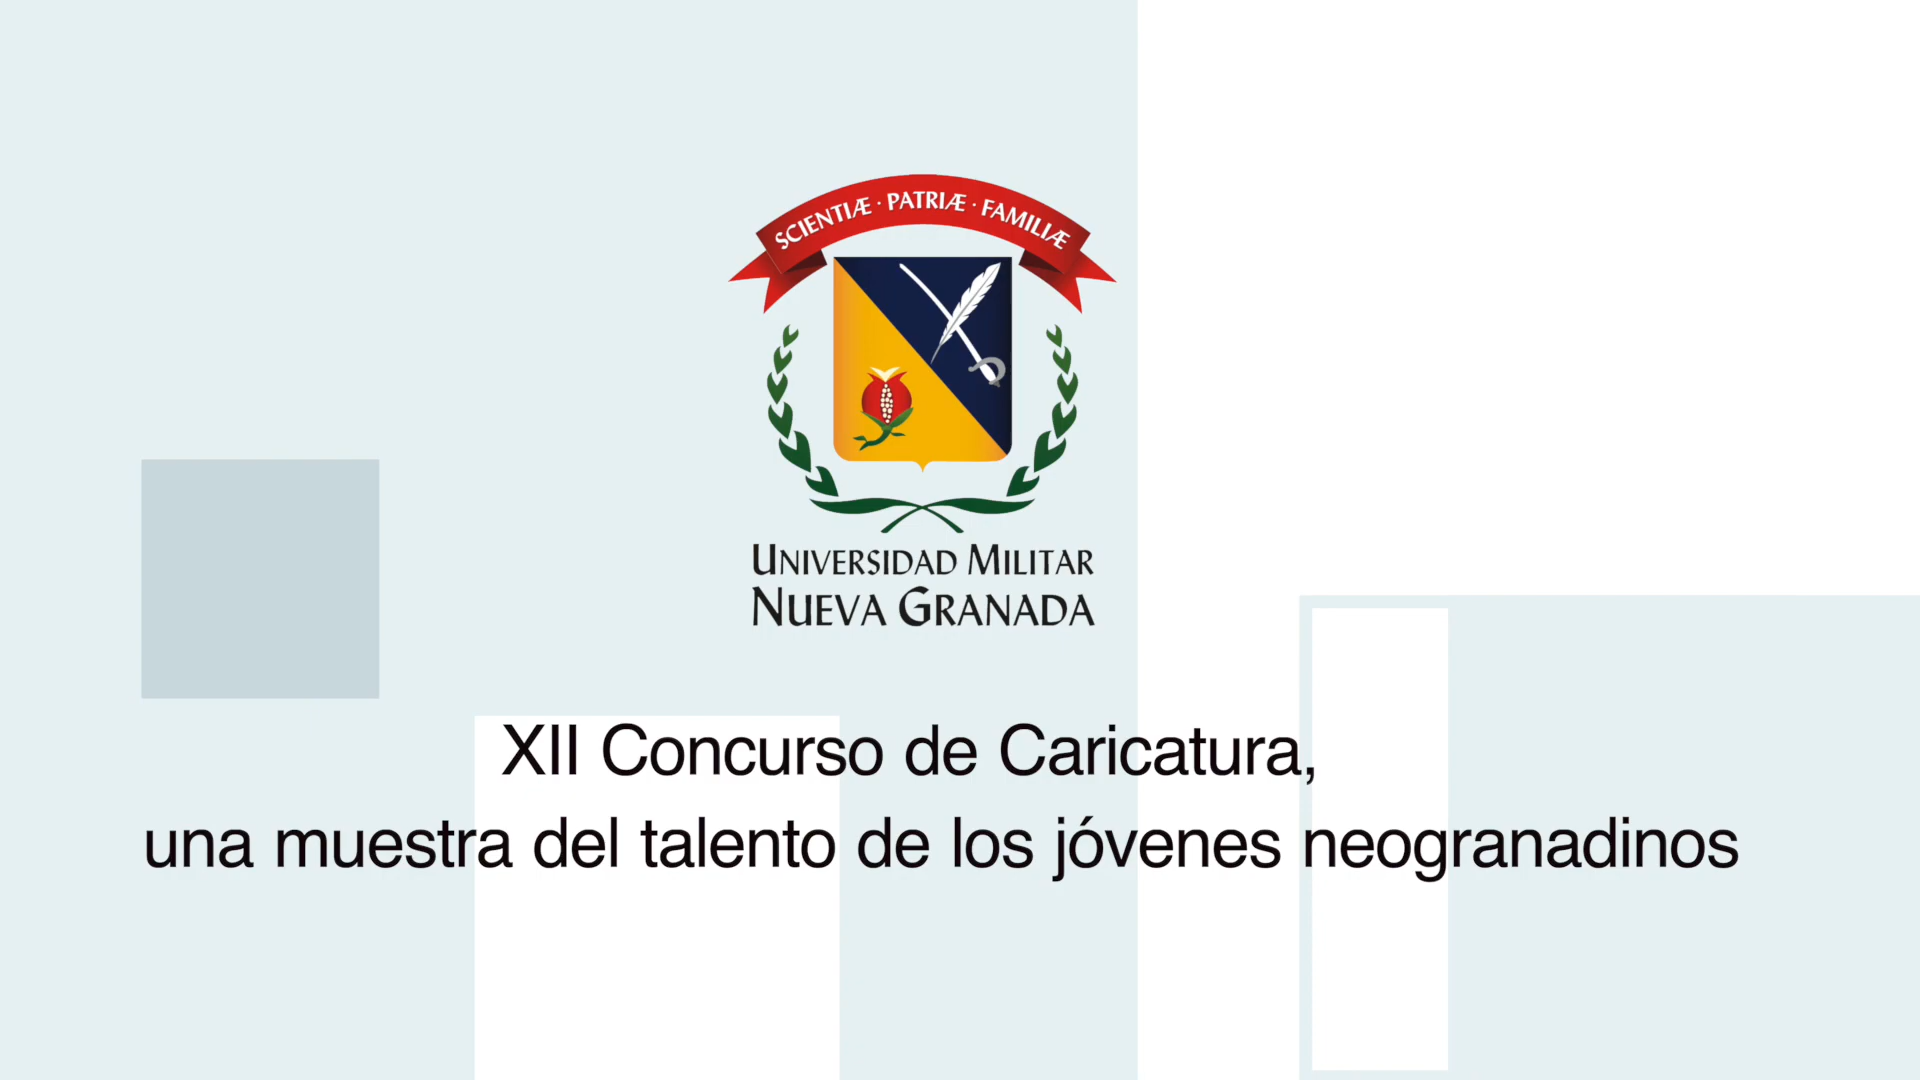 SCIENTIÆ · PATRIÆ · FAMILIÆ
UNIVERSIDAD MILITAR
NUEVA GRANADA
XII Concurso de Caricatura,
una muestra del talento de los jóvenes neogranadinos